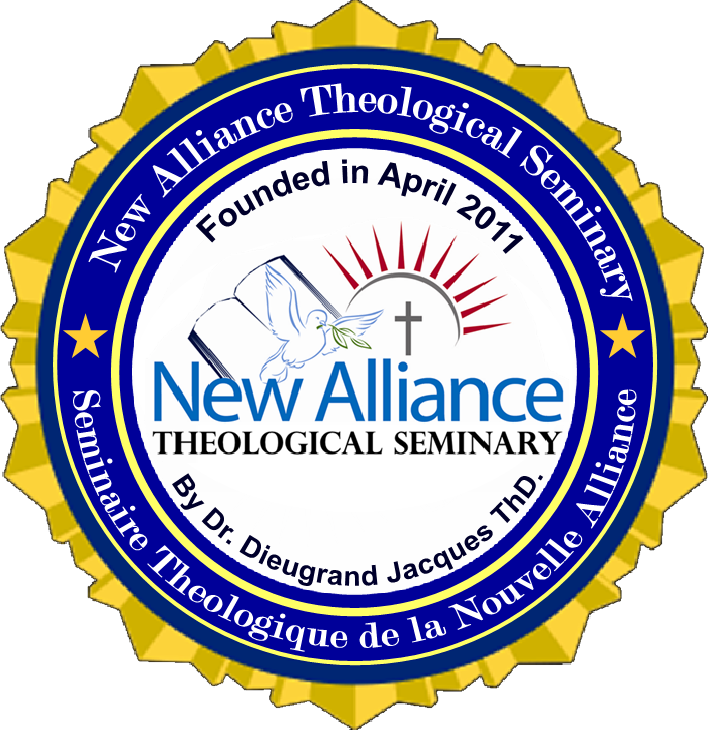 New Alliance Theological Seminary
Founded in April 2011
New Alliance
THEOLOGICAL SEMINARY
By Dr. Dieugrand Jacques ThD.
Seminaire Theologique de la Nouvelle Alliance